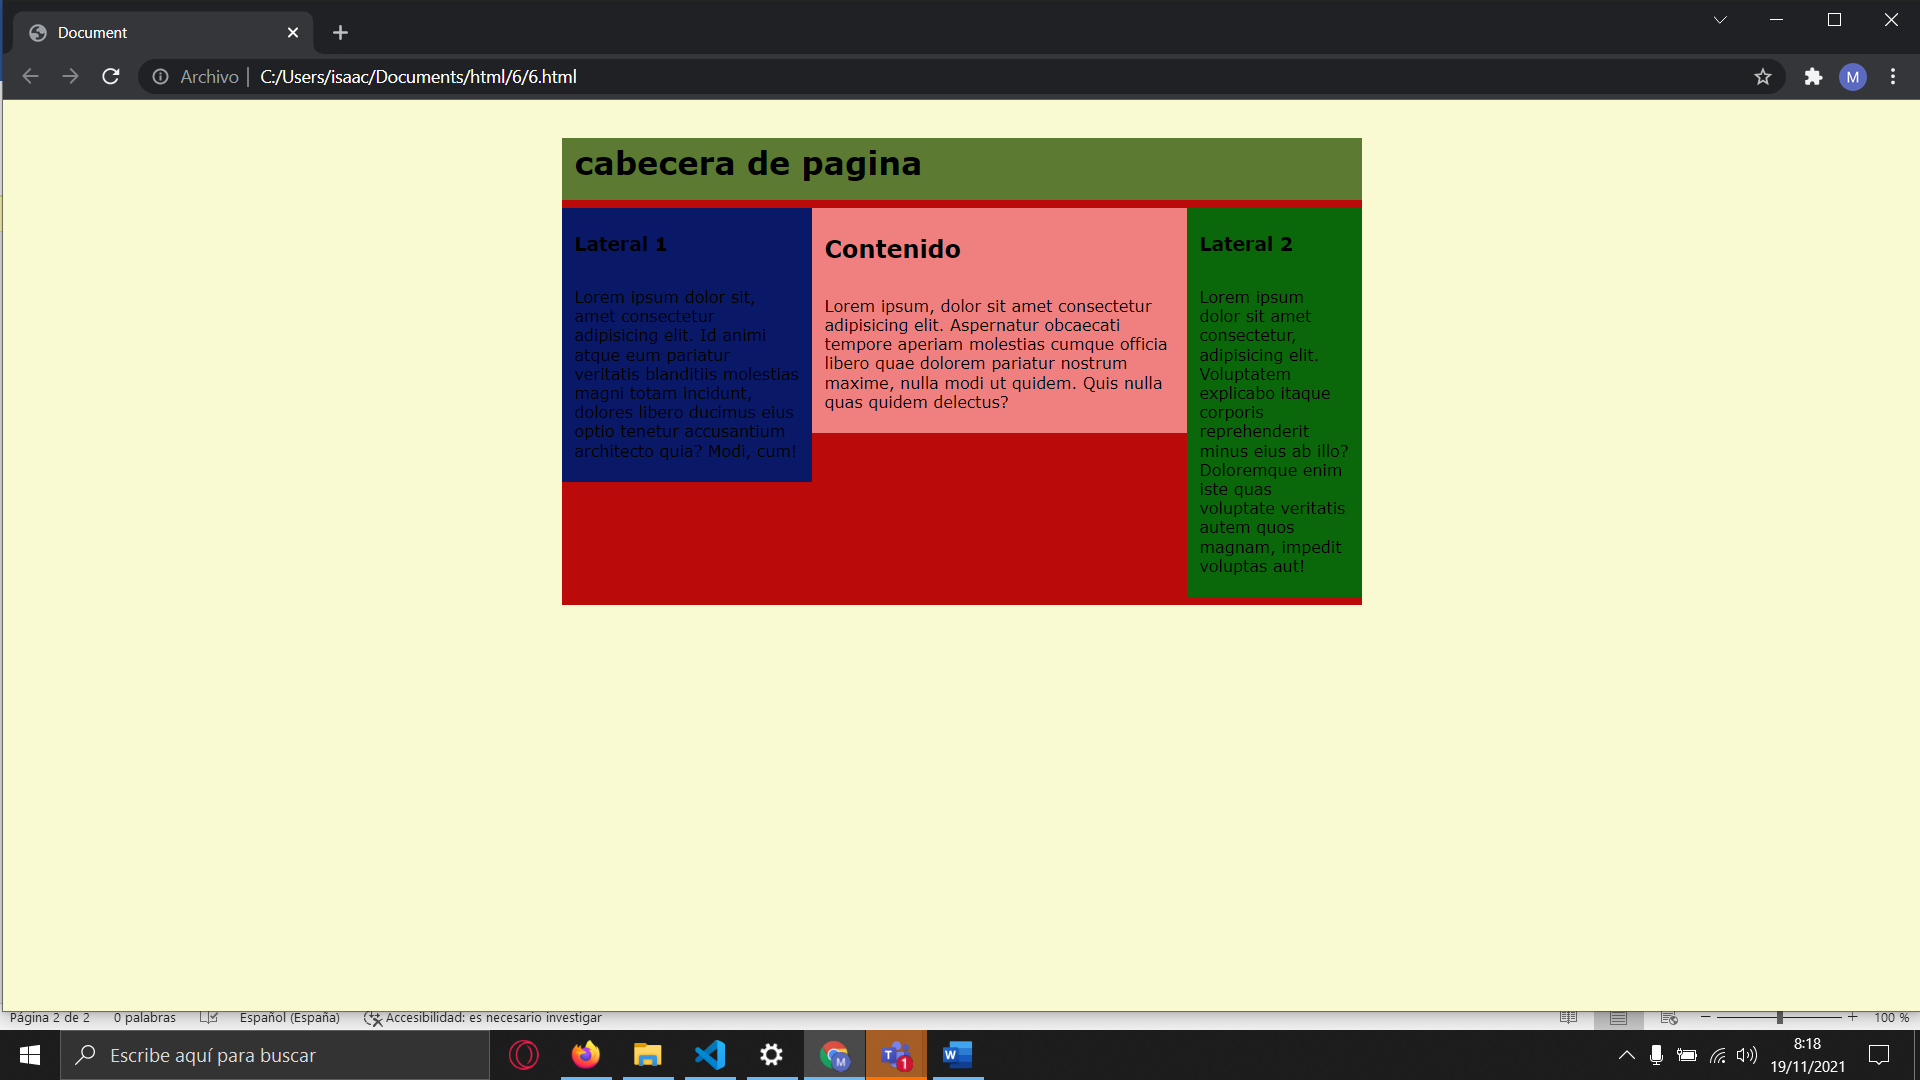 Document
Archivo | C:/Users/isaac/Documents/html/6/6.html
M
cabecera de pagina
Lateral 1
Lorem ipsum dolor sit,
amet consectetur
adipisicing elit. Id animi
atque eum pariatur
veritatis blanditiis molestias
magni totam incidunt,
dolores libero ducimus eius
optio tenetur accusantium
architecto quia? Modi, cum!
Contenido
Lorem ipsum, dolor sit amet consectetur
adipisicing elit. Aspernatur obcaecati
tempore aperiam molestias cumque officia
libero quae dolorem pariatur nostrum
maxime, nulla modi ut quidem. Quis nulla
quas quidem delectus?
Lateral 2
Lorem ipsum
dolor sit amet
consectetur,
adipisicing elit.
Voluptatem
explicabo itaque
corporis
reprehenderit
minus eius ab illo?
Doloremque enim
iste quas
voluptate veritatis
autem quos
magnam, impedit
voluptas aut!
Página 2 de 2 0 palabras Español (España) Accesibilidad: es necesario investigar 100 %
Escribe aquí para buscar
M
T 1
W
8:18
19/11/2021